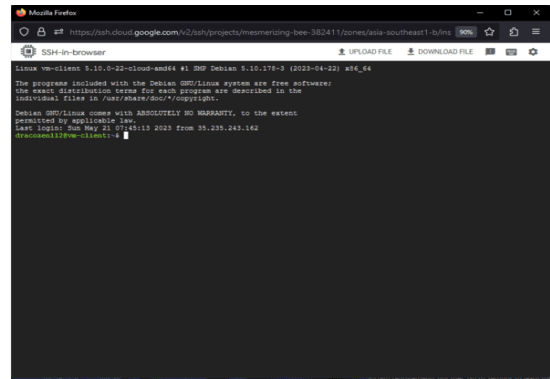 Mozilla Firefox
https://ssh.cloud.google.com/v2/ssh/projects/mesmerizing-bee-382411/zones/asia-southeast1-b/ins 90%
SSH-in-browser UPLOAD FILE DOWNLOAD FILE
Linux vm-client 5.10.0-22-cloud-amd64 #1 SMP Debian 5.10.178-3 (2023-04-22) x86_64
The programs included with the Debian GNU/Linux system are free software;
the exact distribution terms for each program are described in the
individual files in /usr/share/doc/*/copyright.
Debian GNU/Linux comes with ABSOLUTELY NO WARRANTY, to the extent
permitted by applicable law.
Last login: Sun May 21 07:45:13 2023 from 35.235.243.162
dracozen112@vm-client:~$